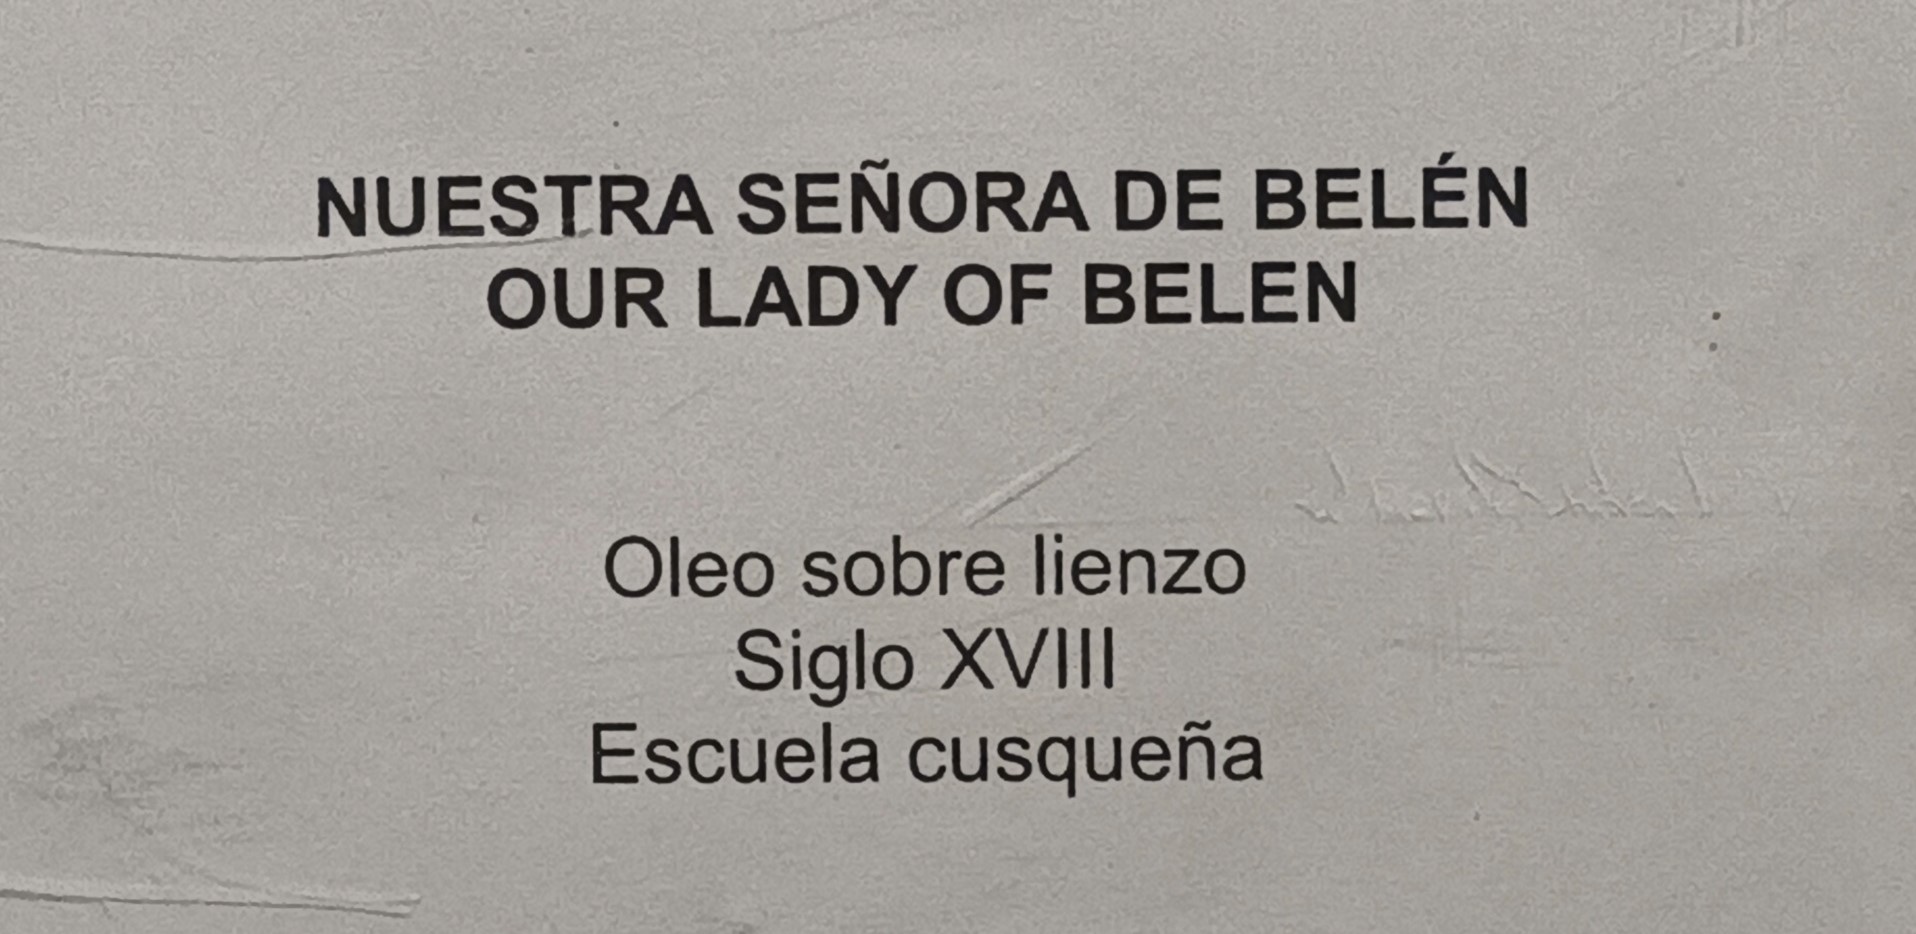 NUESTRA SEÑORA DE BELÉN
OUR LADY OF BELEN
Oleo sobre lienzo
Siglo XVIII
Escuela cusqueña